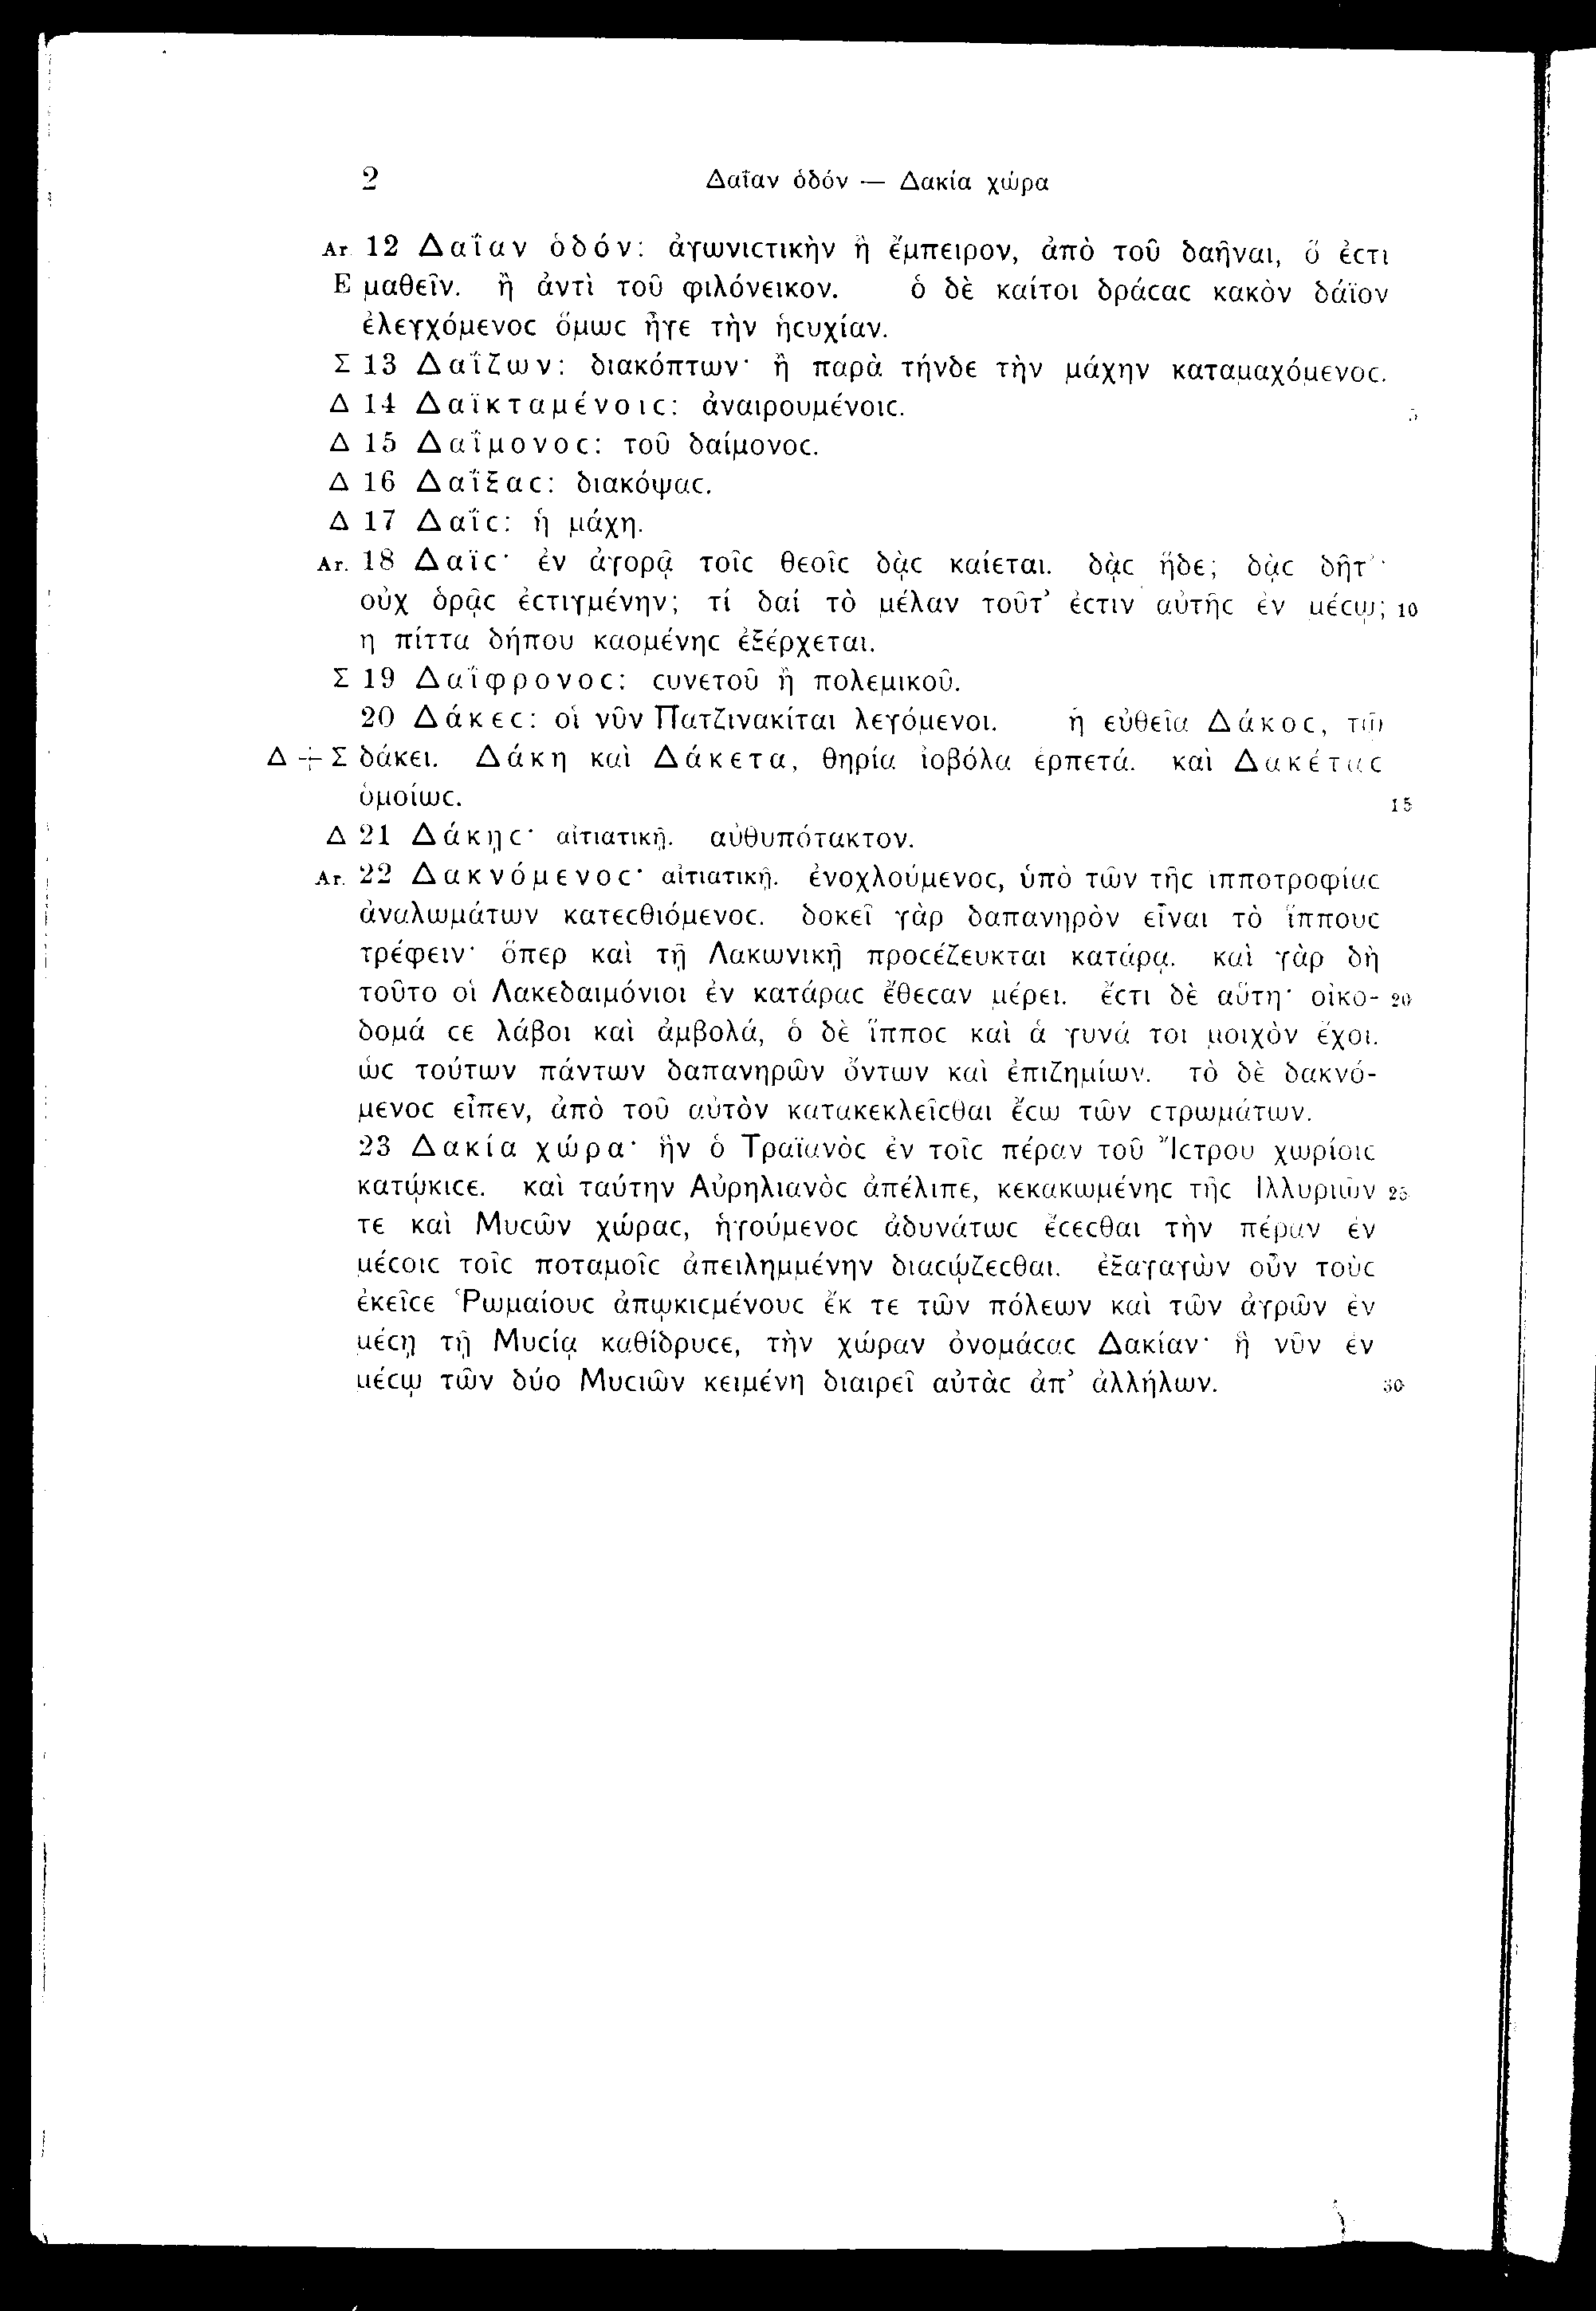 2 Δαΐαν ὁδόν — Δακία χώρα
Ar. 12 Δαΐαν ὁδόν: ἀγωνιϲτικὴν ἢ ἔμπειρον, ἀπὸ τοῦ δαῆναι, ὅ ἐϲτι
E μαθεῖν. ἢ ἀντὶ τοῦ φιλόνεικον. ὁ δὲ καίτοι δράϲαϲ κακὸν δάϊον
ἐλεγχόμενοϲ ὅμωϲ ἦγε τὴν ἡϲυχίαν.
Σ 13 Δαΐζων: διακόπτων· ἢ παρὰ τήνδε τὴν μάχην καταμαχόμενοϲ.
Δ 14 Δαϊκταμένοιϲ: ἀναιρουμένοιϲ. 5
Δ 15 Δαΐμονοϲ: τοῦ δαίμονοϲ.
Δ 16 Δαΐξαϲ: διακόψαϲ.
Δ 17 Δαΐϲ: ἡ μάχη.
Ar. 18 Δαῒϲ· ἐν ἀγορᾷ τοῖϲ θεοῖϲ δᾲϲ καίεται. δᾲϲ ἥδε; δᾲϲ δῆτ’·
οὐχ ὁρᾷϲ ἐϲτιγμένην; τί δαί τὸ μέλαν τοῦτ’ ἐϲτιν αὐτῆϲ ἐν μέϲῳ; 10
η πίττα δήπου καομένηϲ ἐξέρχεται.
Σ 19 Δαΐφρονοϲ: ϲυνετοῦ ἢ πολεμικοῦ.
20 Δάκεϲ: οἱ νῦν Πατζινακίται λεγόμενοι. ἡ εὐθεῖα Δάκοϲ, τῷ
Δ + Σ δάκει. Δάκη καὶ Δάκετα, θηρία ἰοβόλα ἑρπετά. καὶ Δακέταϲ
ὁμοίωϲ. 15
Δ 21 Δάκῃϲ· αἰτιατικῇ. αὐθυπότακτον.
Ar. 22 Δακνόμενοϲ· αἰτιατικῇ. ἐνοχλούμενοϲ, ὑπὸ τῶν τῆϲ ἱπποτροφίαϲ
ἀναλωμάτων κατεϲθιόμενοϲ. δοκεῖ γὰρ δαπανηρὸν εἶναι τὸ ἵππουϲ
τρέφειν· ὅπερ καὶ τῇ Λακωνικῇ προϲέζευκται κατάρᾳ. καὶ γὰρ δὴ
τοῦτο οἱ Λακεδαιμόνιοι ἐν κατάραϲ ἔθεϲαν μέρει. ἔϲτι δὲ αὕτη· οἰκο- 20
δομά ϲε λάβοι καὶ ἀμβολά, ὁ δὲ ἵπποϲ καὶ ἁ γυνά τοι μοιχὸν ἔχοι.
ὡϲ τούτων πάντων δαπανηρῶν ὄντων καὶ ἐπιζημίων. τὸ δὲ δακνό-
μενοϲ εἶπεν, ἀπὸ τοῦ αὐτὸν κατακεκλεῖϲθαι ἔϲω τῶν ϲτρωμάτων.
23 Δακία χώρα· ἣν ὁ Τραϊανὸϲ ἐν τοῖϲ πέραν τοῦ Ἴϲτρου χωρίοιϲ
κατῴκιϲε. καὶ ταύτην Αὐρηλιανὸϲ ἀπέλιπε, κεκακωμένηϲ τῆϲ Ἰλλυριῶν 25
τε καὶ Μυϲῶν χώραϲ, ἡγούμενοϲ ἀδυνάτωϲ ἔϲεϲθαι τὴν πέραν ἐν
μέϲοιϲ τοῖϲ ποταμοῖϲ ἀπειλημμένην διαϲῴζεϲθαι. ἐξαγαγὼν οὖν τοὺϲ
ἐκεῖϲε Ῥωμαίουϲ ἀπῳκιϲμένουϲ ἔκ τε τῶν πόλεων καὶ τῶν ἀγρῶν ἐν
μέϲῃ τῇ Μυϲίᾳ καθίδρυϲε, τὴν χώραν ὀνομάϲαϲ Δακίαν· ἣ νῦν ἐν
μέϲῳ τῶν δύο Μυϲιῶν κειμένη διαιρεῖ αὐτὰϲ ἀπ’ ἀλλήλων. 30